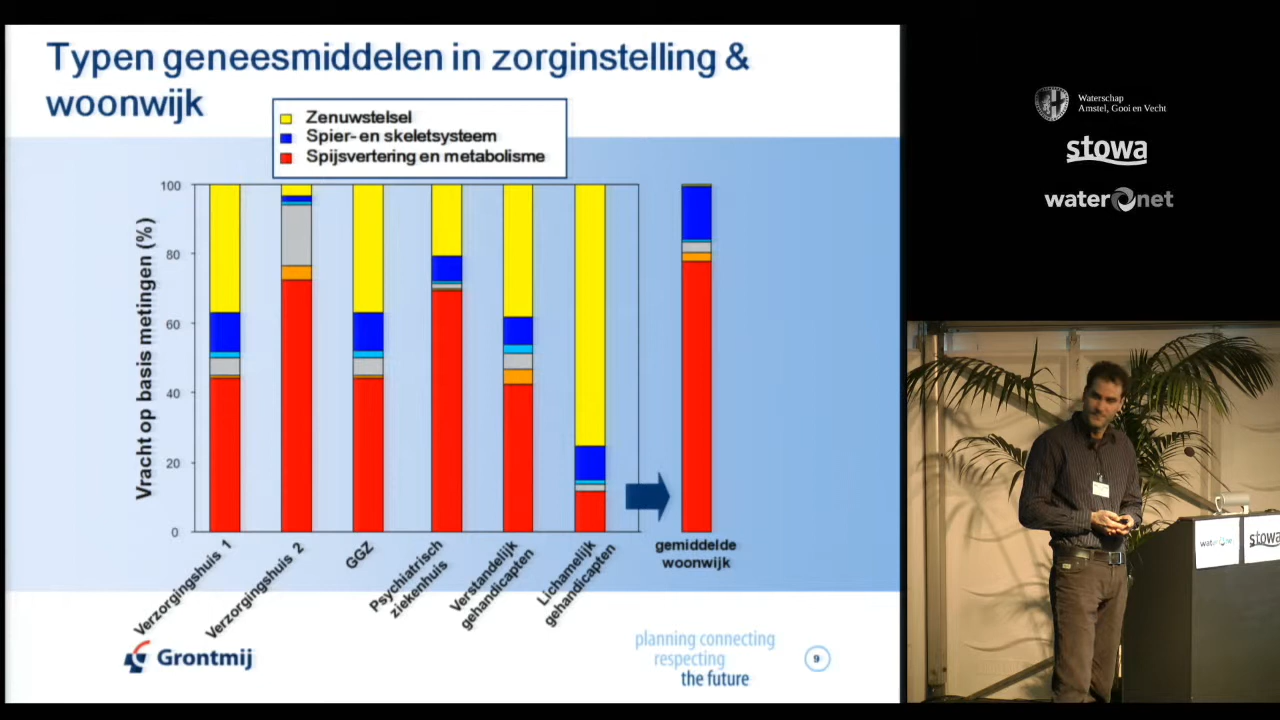 Typen geneesmiddelen in zorginstelling &
woonwijk
Zenuwstelsel
Spier- en skeletsysteem
Spijsvertering en metabolisme
Vracht op basis metingen (%)
100
80
60
40
20
0
Verzorgingshuis 1
Verzorgingshuis 2
GGZ
Psychiatrisch
ziekenhuis
Verstandelijk
gehandicapten
Lichamelijk
gehandicapten
gemiddelde
woonwijk
Grontmij
planning connecting
respecting
the future
9
Waterschap
Amstel, Gooi en Vecht
stowa
waternet
waternet
stowa